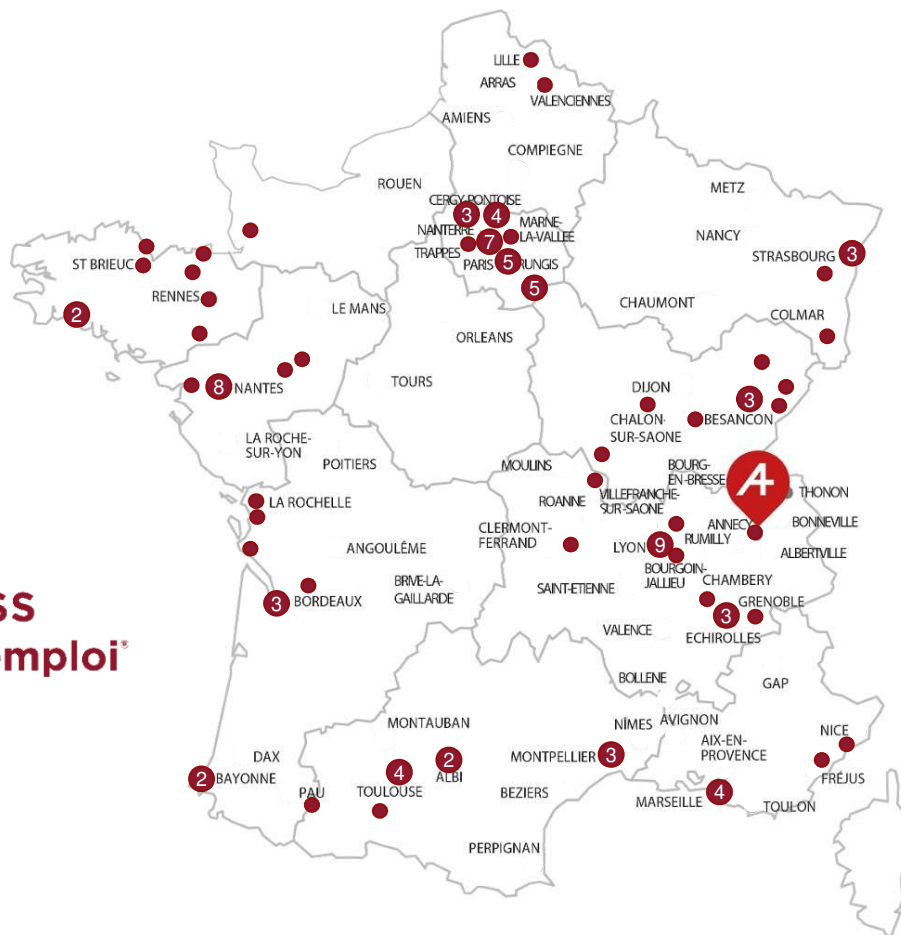 LILLE
ARRAS
VALENCIENNES
AMIENS
COMPIEGNE
ROUEN
METZ
CERGY PONTOISE
3
4
MARNE-
LA-VALLEE
NANTERRE
7
TRAPPES
PARIS
5
RUNGIS
5
NANCY
STRASBOURG
3
ST BRIEUC
RENNES
2
LE MANS
CHAUMONT
COLMAR
ORLEANS
8
NANTES
TOURS
DIJON
3
BESANCON
CHALON-
SUR-SAONE
LA ROCHE-
SUR-YON
POITIERS
MOULINS
BOURG-
EN-BRESSE
A
THONON
ROANNE
VILLEFRANCHE-
SUR-SAONE
LA ROCHELLE
CLERMONT-
FERRAND
LYON
9
ANNECY
RUMILLY
BONNEVILLE
ALBERTVILLE
ANGOULÊME
BOURGOIN-
JALLIEU
CHAMBERY
BRIVE-LA-
GAILLARDE
SAINT-ETIENNE
3
BORDEAUX
GRENOBLE
3
ECHIROLLES
SS
emploi®
VALENCE
BOLLENE
GAP
MONTAUBAN
NÎMES
AVIGNON
NICE
DAX
2
ALBI
MONTPELLIER
3
AIX-EN-
PROVENCE
2
BAYONNE
4
TOULOUSE
PAU
BEZIERS
MARSEILLE
4
TOULON
FRÉJUS
PERPIGNAN